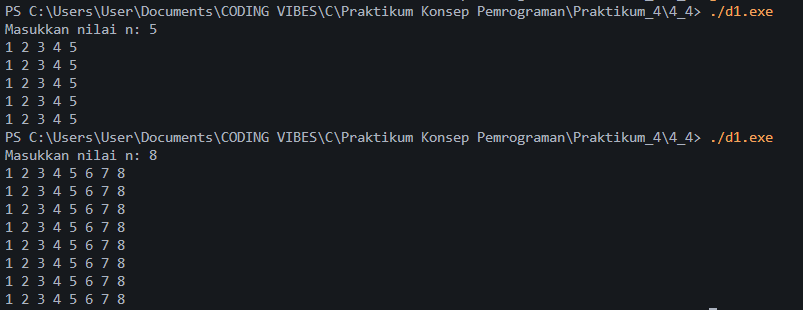 PS C:\Users\User\Documents\CODING VIBES\C\Praktikum Konsep Pemrograman\Praktikum_4\4_4> ./d1.exe
Masukkan nilai n: 5
1 2 3 4 5
1 2 3 4 5
1 2 3 4 5
1 2 3 4 5
1 2 3 4 5
PS C:\Users\User\Documents\CODING VIBES\C\Praktikum Konsep Pemrograman\Praktikum_4\4_4> ./d1.exe
Masukkan nilai n: 8
1 2 3 4 5 6 7 8
1 2 3 4 5 6 7 8
1 2 3 4 5 6 7 8
1 2 3 4 5 6 7 8
1 2 3 4 5 6 7 8
1 2 3 4 5 6 7 8
1 2 3 4 5 6 7 8
1 2 3 4 5 6 7 8